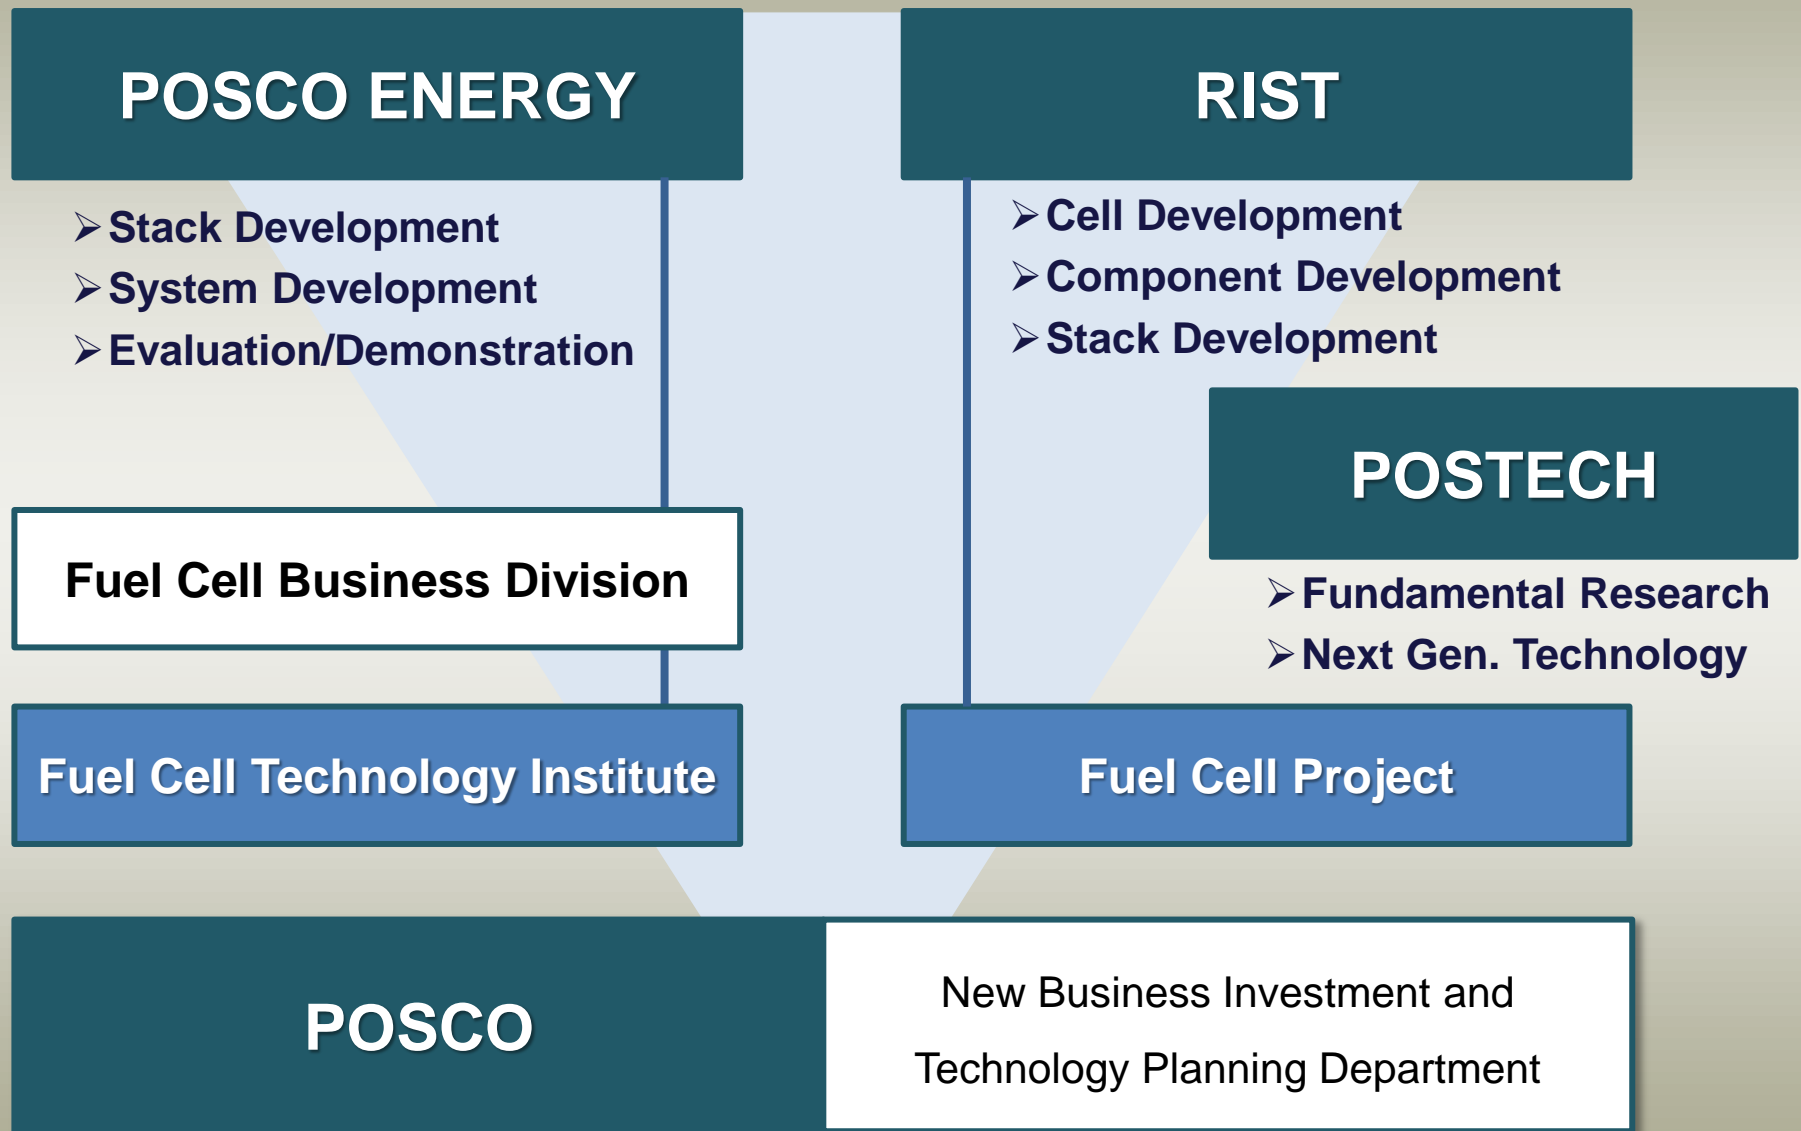 POSCO ENERGY
➢Stack Development
➢System Development
➢Evaluation/Demonstration
Fuel Cell Business Division
Fuel Cell Technology Institute
RIST
➢Cell Development
➢Component Development
➢Stack Development
POSTECH
➢Fundamental Research
➢Next Gen. Technology
Fuel Cell Project
POSCO
New Business Investment and
Technology Planning Department